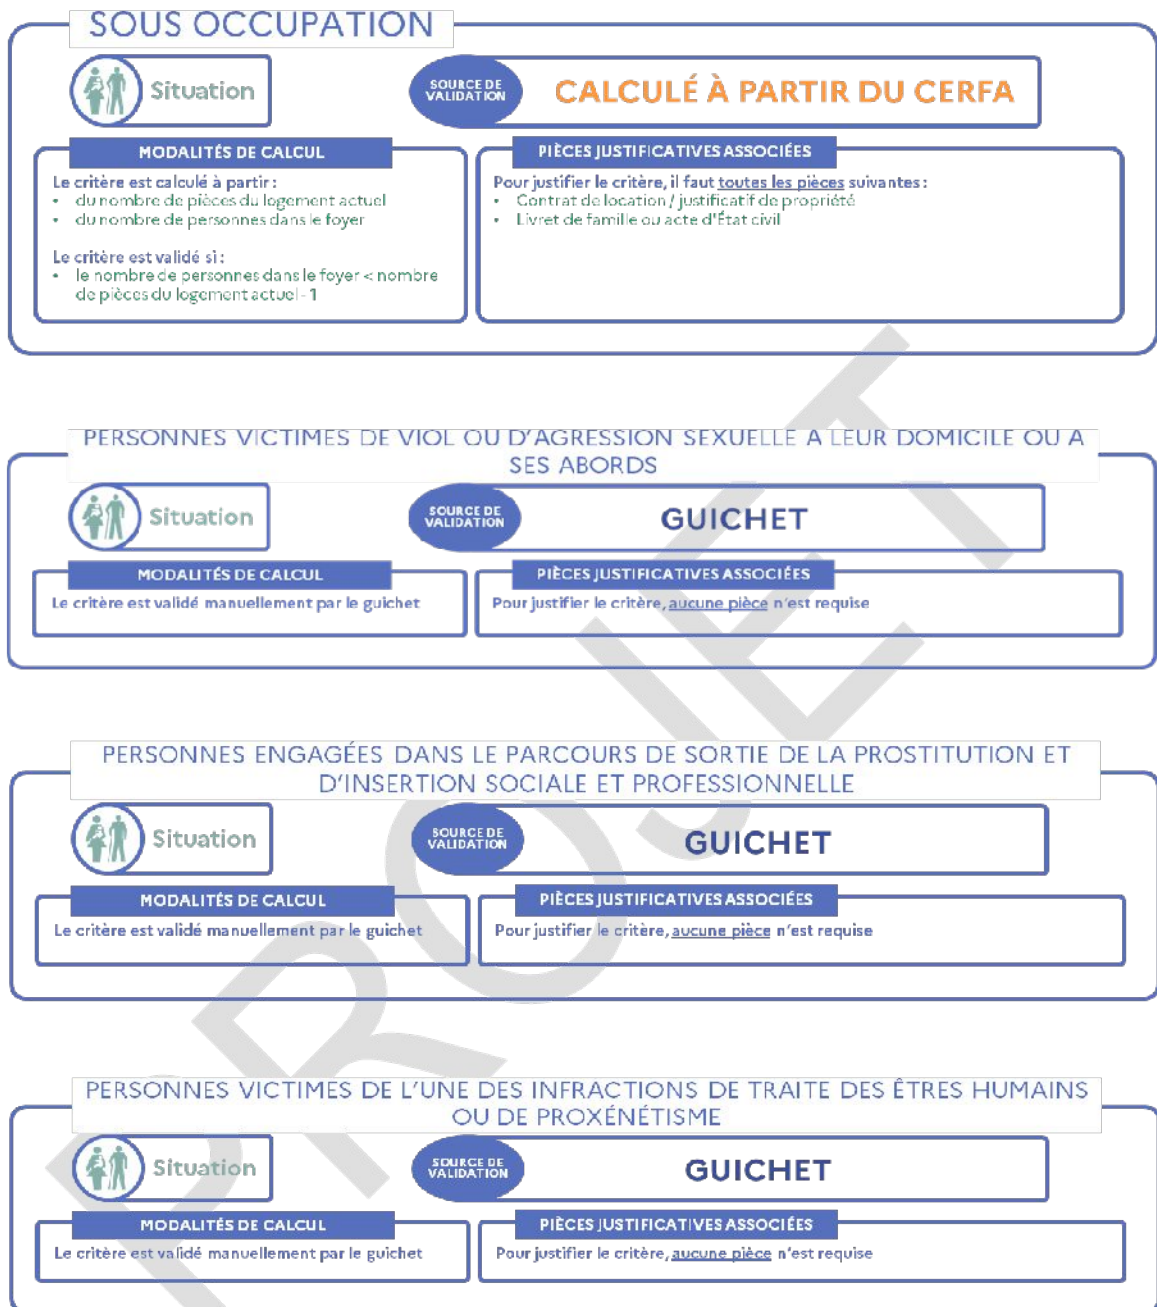 SOUS OCCUPATION
Situation
SOURCE DE
VALIDATION
CALCULÉ À PARTIR DU CERFA
MODALITÉS DE CALCUL
Le critère est calculé à partir :
• du nombre de pièces du logement actuel
• du nombre de personnes dans le foyer
Le critère est validé si :
• le nombre de personnes dans le foyer < nombre
de pièces du logement actuel - 1
PIÈCES JUSTIFICATIVES ASSOCIÉES
Pour justifier le critère, il faut toutes les pièces suivantes :
• Contrat de location / justificatif de propriété
• Livret de famille ou acte d'État civil
PERSONNES VICTIMES DE VIOL OU D'AGRESSION SEXUELLE A LEUR DOMICILE OU A
SES ABORDS
Situation
SOURCE DE
VALIDATION
GUICHET
MODALITÉS DE CALCUL
Le critère est validé manuellement par le guichet
PIÈCES JUSTIFICATIVES ASSOCIÉES
Pour justifier le critère, aucune pièce n'est requise
PERSONNES ENGAGÉES DANS LE PARCOURS DE SORTIE DE LA PROSTITUTION ET
D'INSERTION SOCIALE ET PROFESSIONNELLE
Situation
SOURCE DE
VALIDATION
GUICHET
MODALITÉS DE CALCUL
Le critère est validé manuellement par le guichet
PIÈCES JUSTIFICATIVES ASSOCIÉES
Pour justifier le critère, aucune pièce n'est requise
PERSONNES VICTIMES DE L'UNE DES INFRACTIONS DE TRAITE DES ÊTRES HUMAINS
OU DE PROXÉNÉTISME
Situation
SOURCE DE
VALIDATION
GUICHET
MODALITÉS DE CALCUL
Le critère est validé manuellement par le guichet
PIÈCES JUSTIFICATIVES ASSOCIÉES
Pour justifier le critère, aucune pièce n'est requise
PROJET